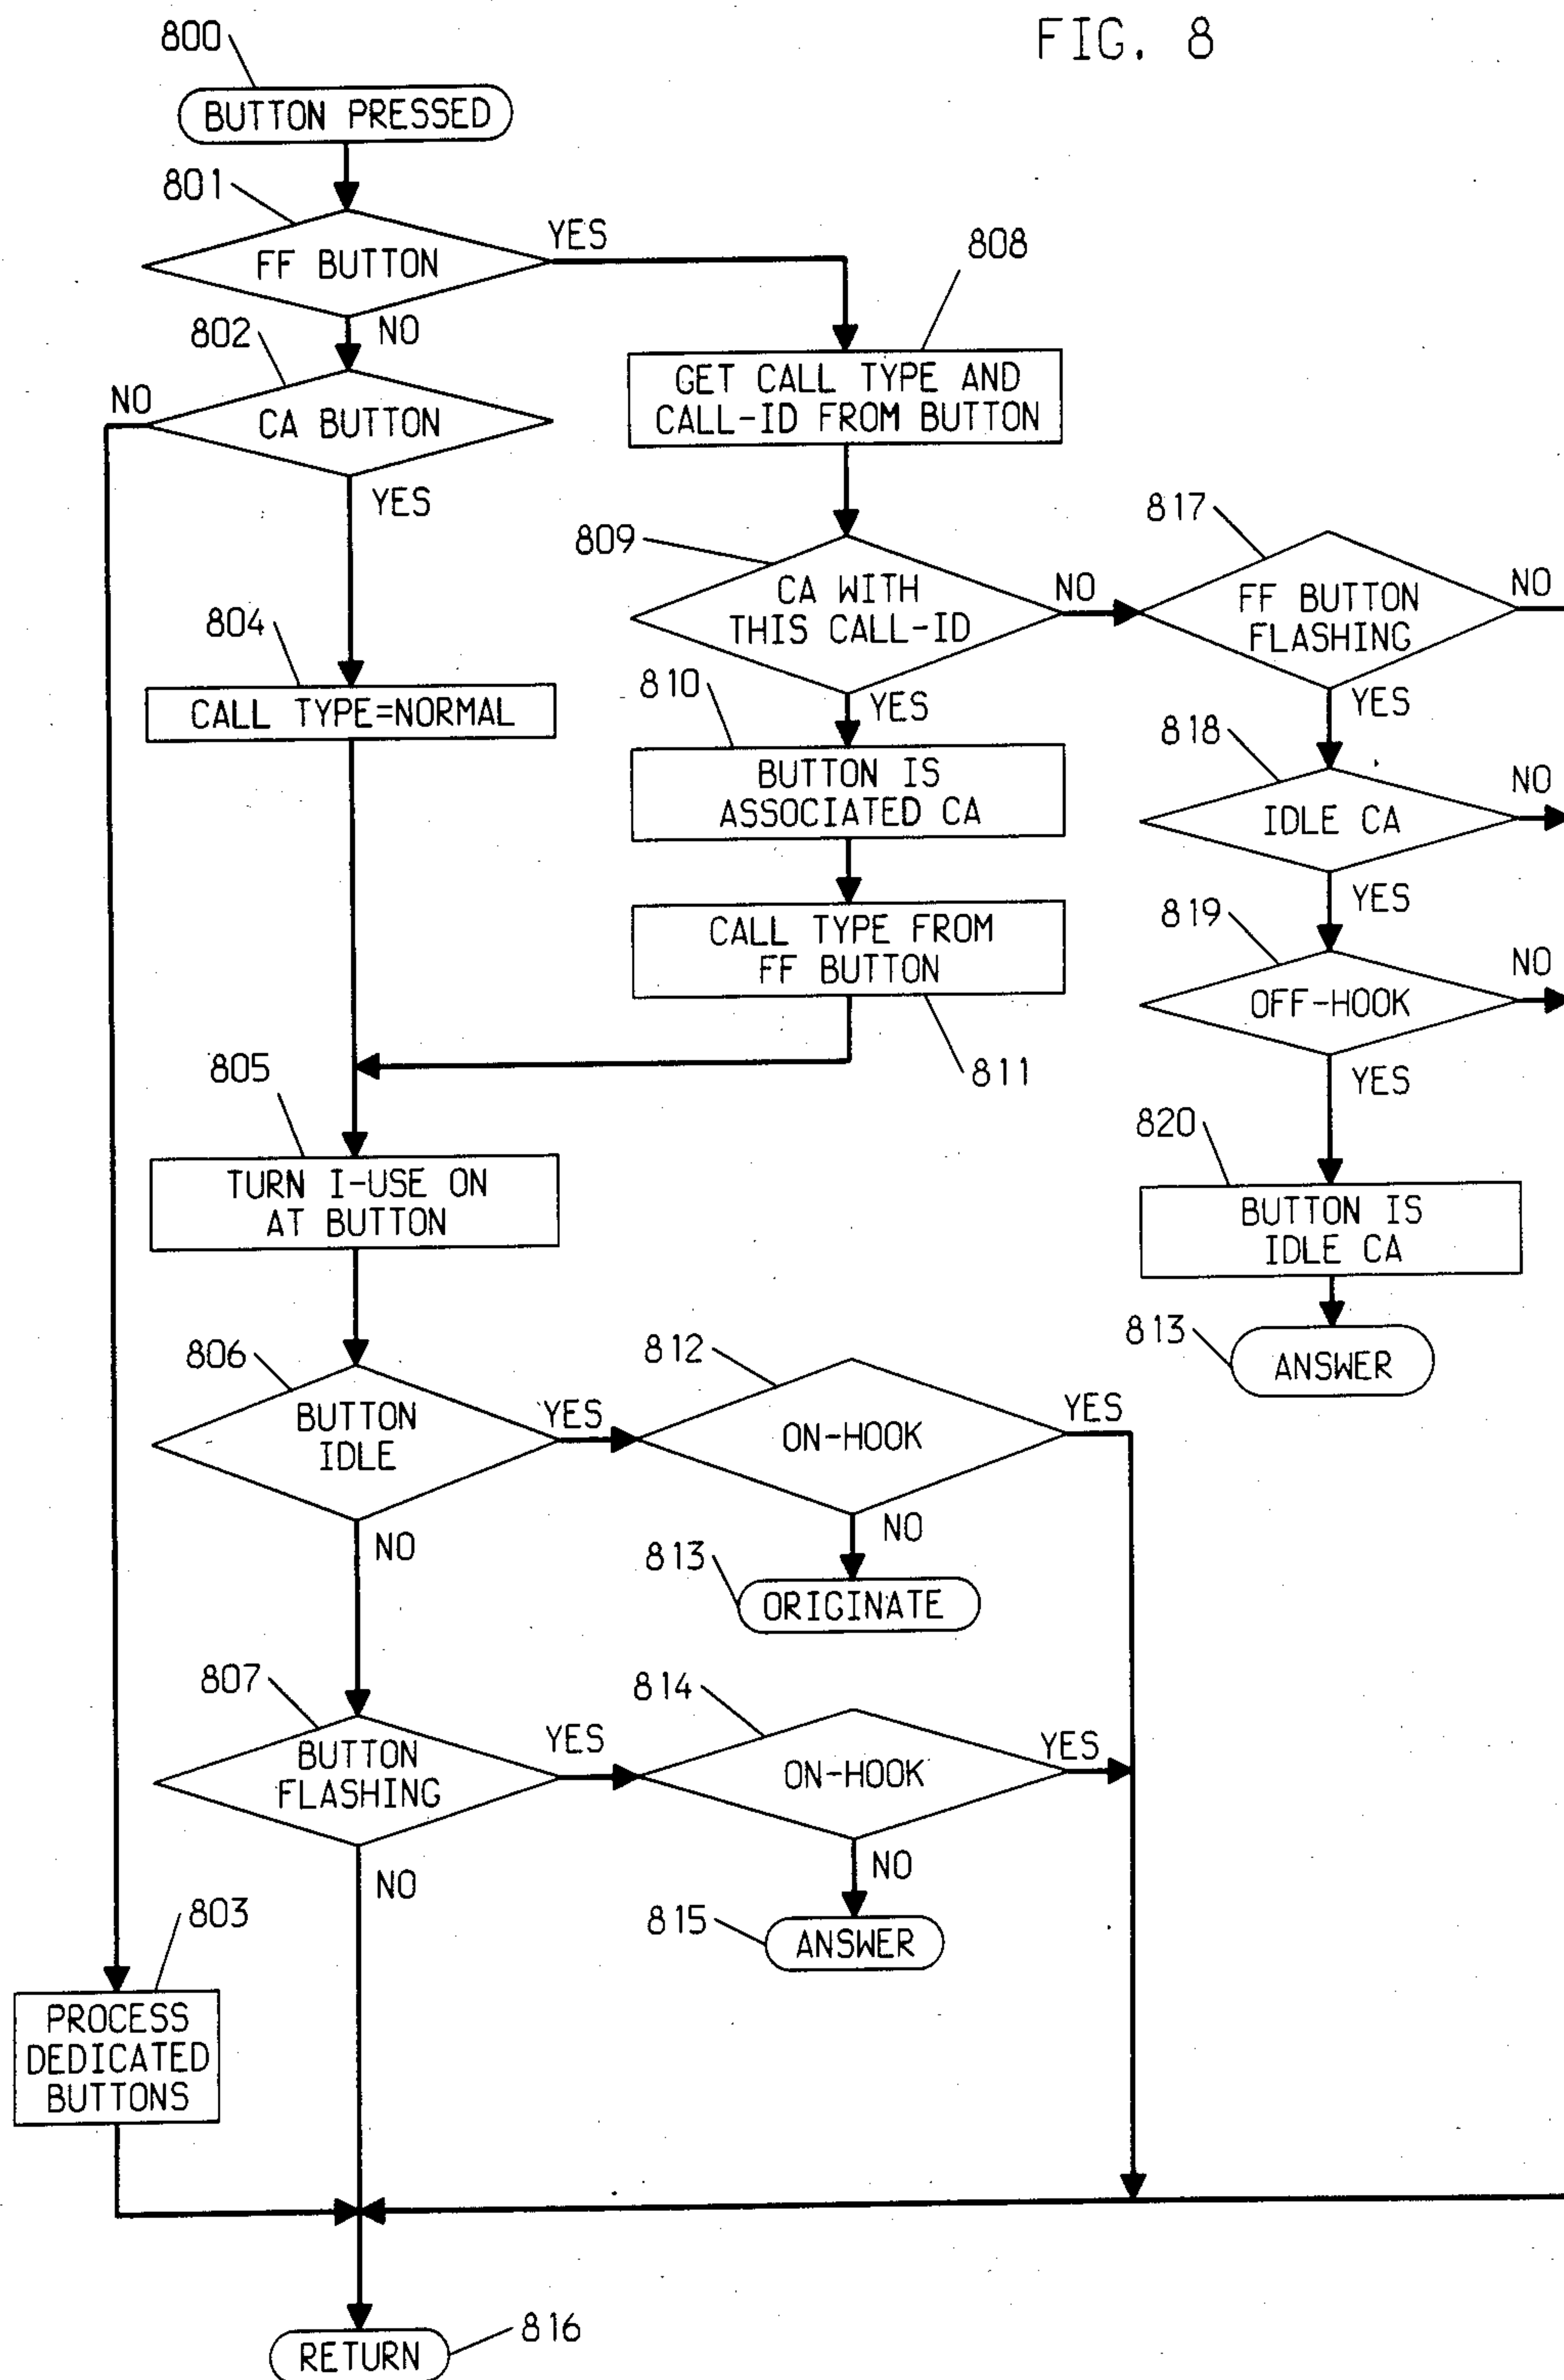 FIG. 8
800
BUTTON PRESSED
801
FF BUTTON
YES
NO
808
GET CALL TYPE AND
CALL-ID FROM BUTTON
802
CA BUTTON
NO
YES
809
CA WITH
THIS CALL-ID
NO
YES
817
FF BUTTON
FLASHING
NO
YES
804
CALL TYPE=NORMAL
810
BUTTON IS
ASSOCIATED CA
818
IDLE CA
NO
YES
CALL TYPE FROM
FF BUTTON
811
819
OFF-HOOK
NO
YES
805
TURN I-USE ON
AT BUTTON
820
BUTTON IS
IDLE CA
813
ANSWER
806
BUTTON
IDLE
YES
NO
812
ON-HOOK
YES
NO
813
ORIGINATE
807
BUTTON
FLASHING
YES
NO
814
ON-HOOK
YES
NO
815
ANSWER
803
PROCESS
DEDICATED
BUTTONS
RETURN
816